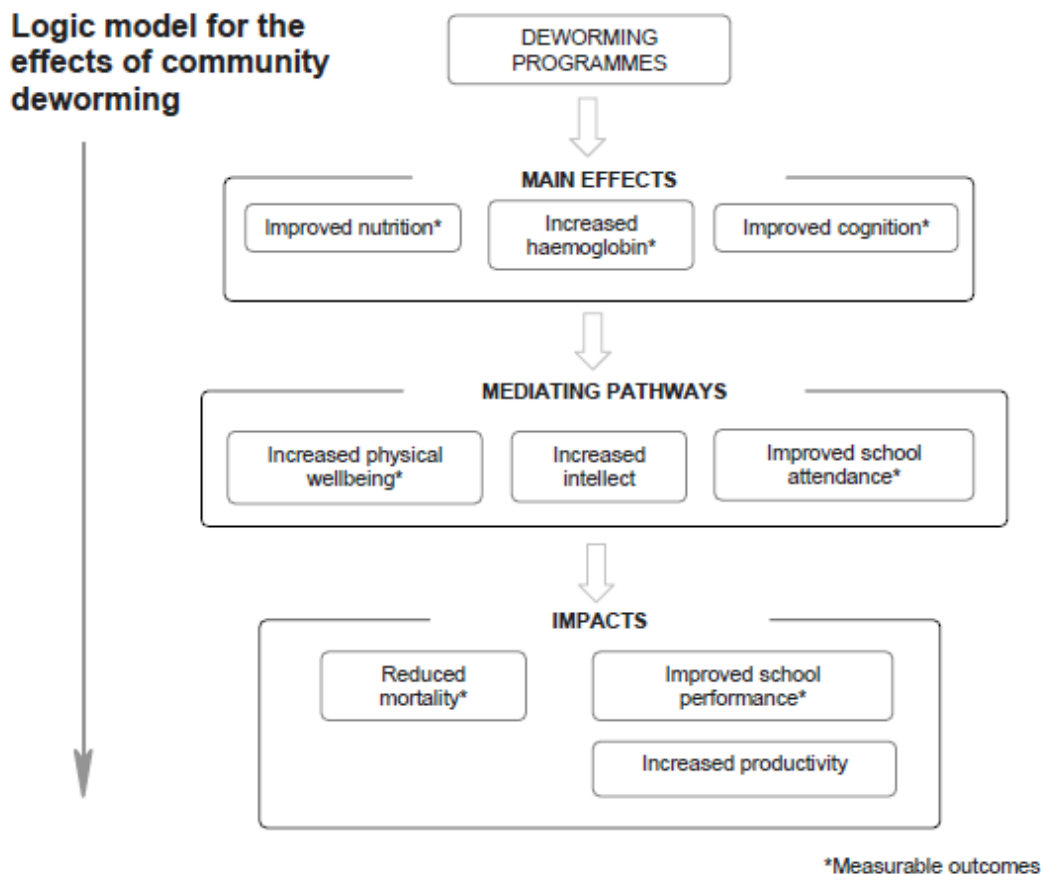 Logic model for the
effects of community
deworming
DEWORMING
PROGRAMMES
MAIN EFFECTS
Improved nutrition*
Increased
haemoglobin*
Improved cognition*
MEDIATING PATHWAYS
Increased physical
wellbeing*
Increased
intellect
Improved school
attendance*
IMPACTS
Reduced
mortality*
Improved school
performance*
Increased productivity
*Measurable outcomes